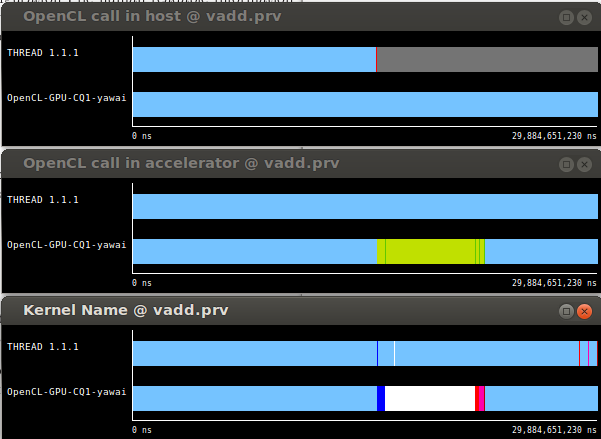 OpenCL call in host @ vadd.prv
THREAD 1.1.1
OpenCL-GPU-CQ1-yawai
0 ns 29,884,651,230 ns
OpenCL call in accelerator @ vadd.prv
THREAD 1.1.1
OpenCL-GPU-CQ1-yawai
0 ns 29,884,651,230 ns
Kernel Name @ vadd.prv
THREAD 1.1.1
OpenCL-GPU-CQ1-yawai
0 ns 29,884,651,230 ns